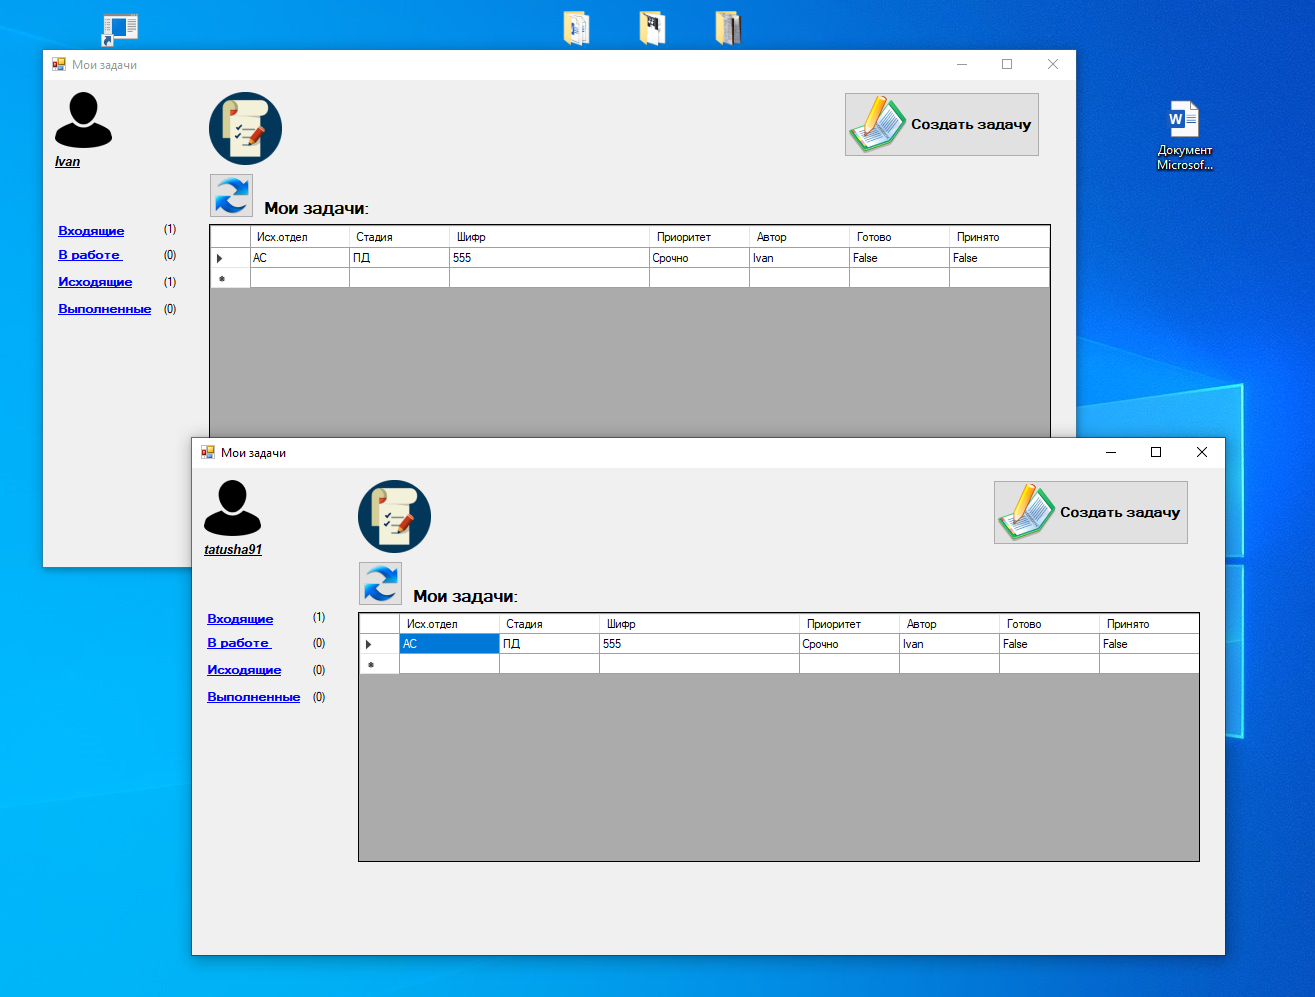 Мои задачи
Создать задачу
Ivan
Мои задачи:
Входящие (1)
В работе (0)
Исходящие (1)
Выполненные (0)
Исх.отдел Стадия Шифр Приоритет Автор Готово Принято
АС ПД 555 Срочно Ivan False False
W
Документ
Microsof...
Мои задачи
Создать задачу
tatusha91
Мои задачи:
Входящие (1)
В работе (0)
Исходящие (0)
Выполненные (0)
Исх.отдел Стадия Шифр Приоритет Автор Готово Принято
АС ПД 555 Срочно Ivan False False